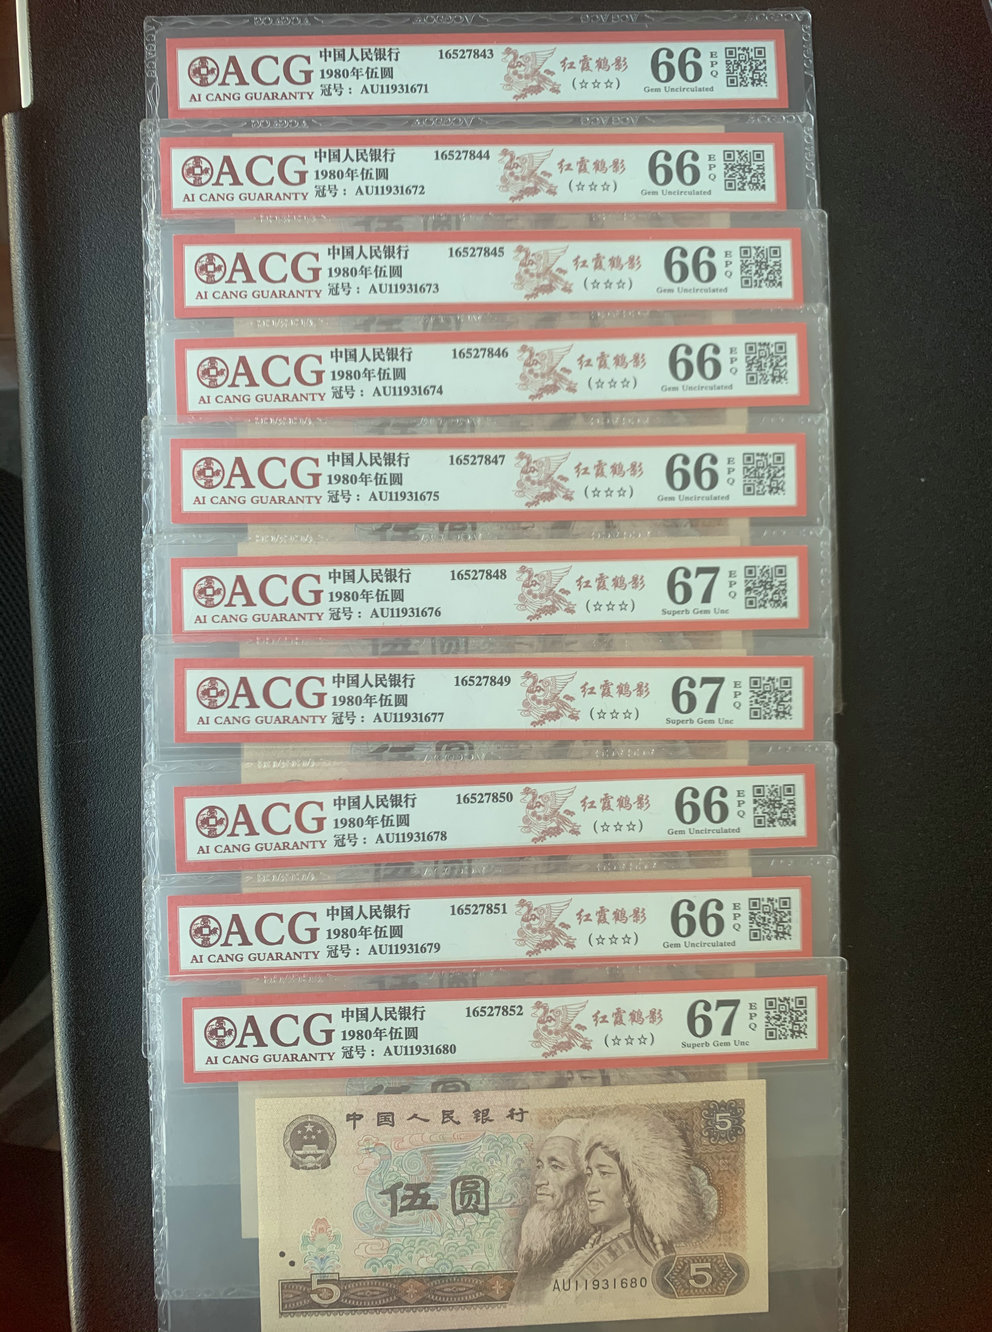 ACG
AI CANG GUARANTY
中国人民银行 16527843
1980年伍圆
冠号： AU11931671
红霞鹤影
(☆☆☆)
66 EPQ
Gem Uncirculated
ACG
AI CANG GUARANTY
中国人民银行 16527844
1980年伍圆
冠号： AU11931672
红霞鹤影
(☆☆☆)
66 EPQ
Gem Uncirculated
ACG
AI CANG GUARANTY
中国人民银行 16527845
1980年伍圆
冠号： AU11931673
红霞鹤影
(☆☆☆)
66 EPQ
Gem Uncirculated
ACG
AI CANG GUARANTY
中国人民银行 16527846
1980年伍圆
冠号： AU11931674
红霞鹤影
(☆☆☆)
66 EPQ
Gem Uncirculated
ACG
AI CANG GUARANTY
中国人民银行 16527847
1980年伍圆
冠号： AU11931675
红霞鹤影
(☆☆☆)
66 EPQ
Gem Uncirculated
ACG
AI CANG GUARANTY
中国人民银行 16527848
1980年伍圆
冠号： AU11931676
红霞鹤影
(☆☆☆)
67 EPQ
Superb Gem Unc
ACG
AI CANG GUARANTY
中国人民银行 16527849
1980年伍圆
冠号： AU11931677
红霞鹤影
(☆☆☆)
67 EPQ
Superb Gem Unc
ACG
AI CANG GUARANTY
中国人民银行 16527850
1980年伍圆
冠号： AU11931678
红霞鹤影
(☆☆☆)
66 EPQ
Gem Uncirculated
ACG
AI CANG GUARANTY
中国人民银行 16527851
1980年伍圆
冠号： AU11931679
红霞鹤影
(☆☆☆)
66 EPQ
Gem Uncirculated
ACG
AI CANG GUARANTY
中国人民银行 16527852
1980年伍圆
冠号： AU11931680
红霞鹤影
(☆☆☆)
67 EPQ
Superb Gem Unc
中国人民银行
5
伍圆
AU11931680
5
5